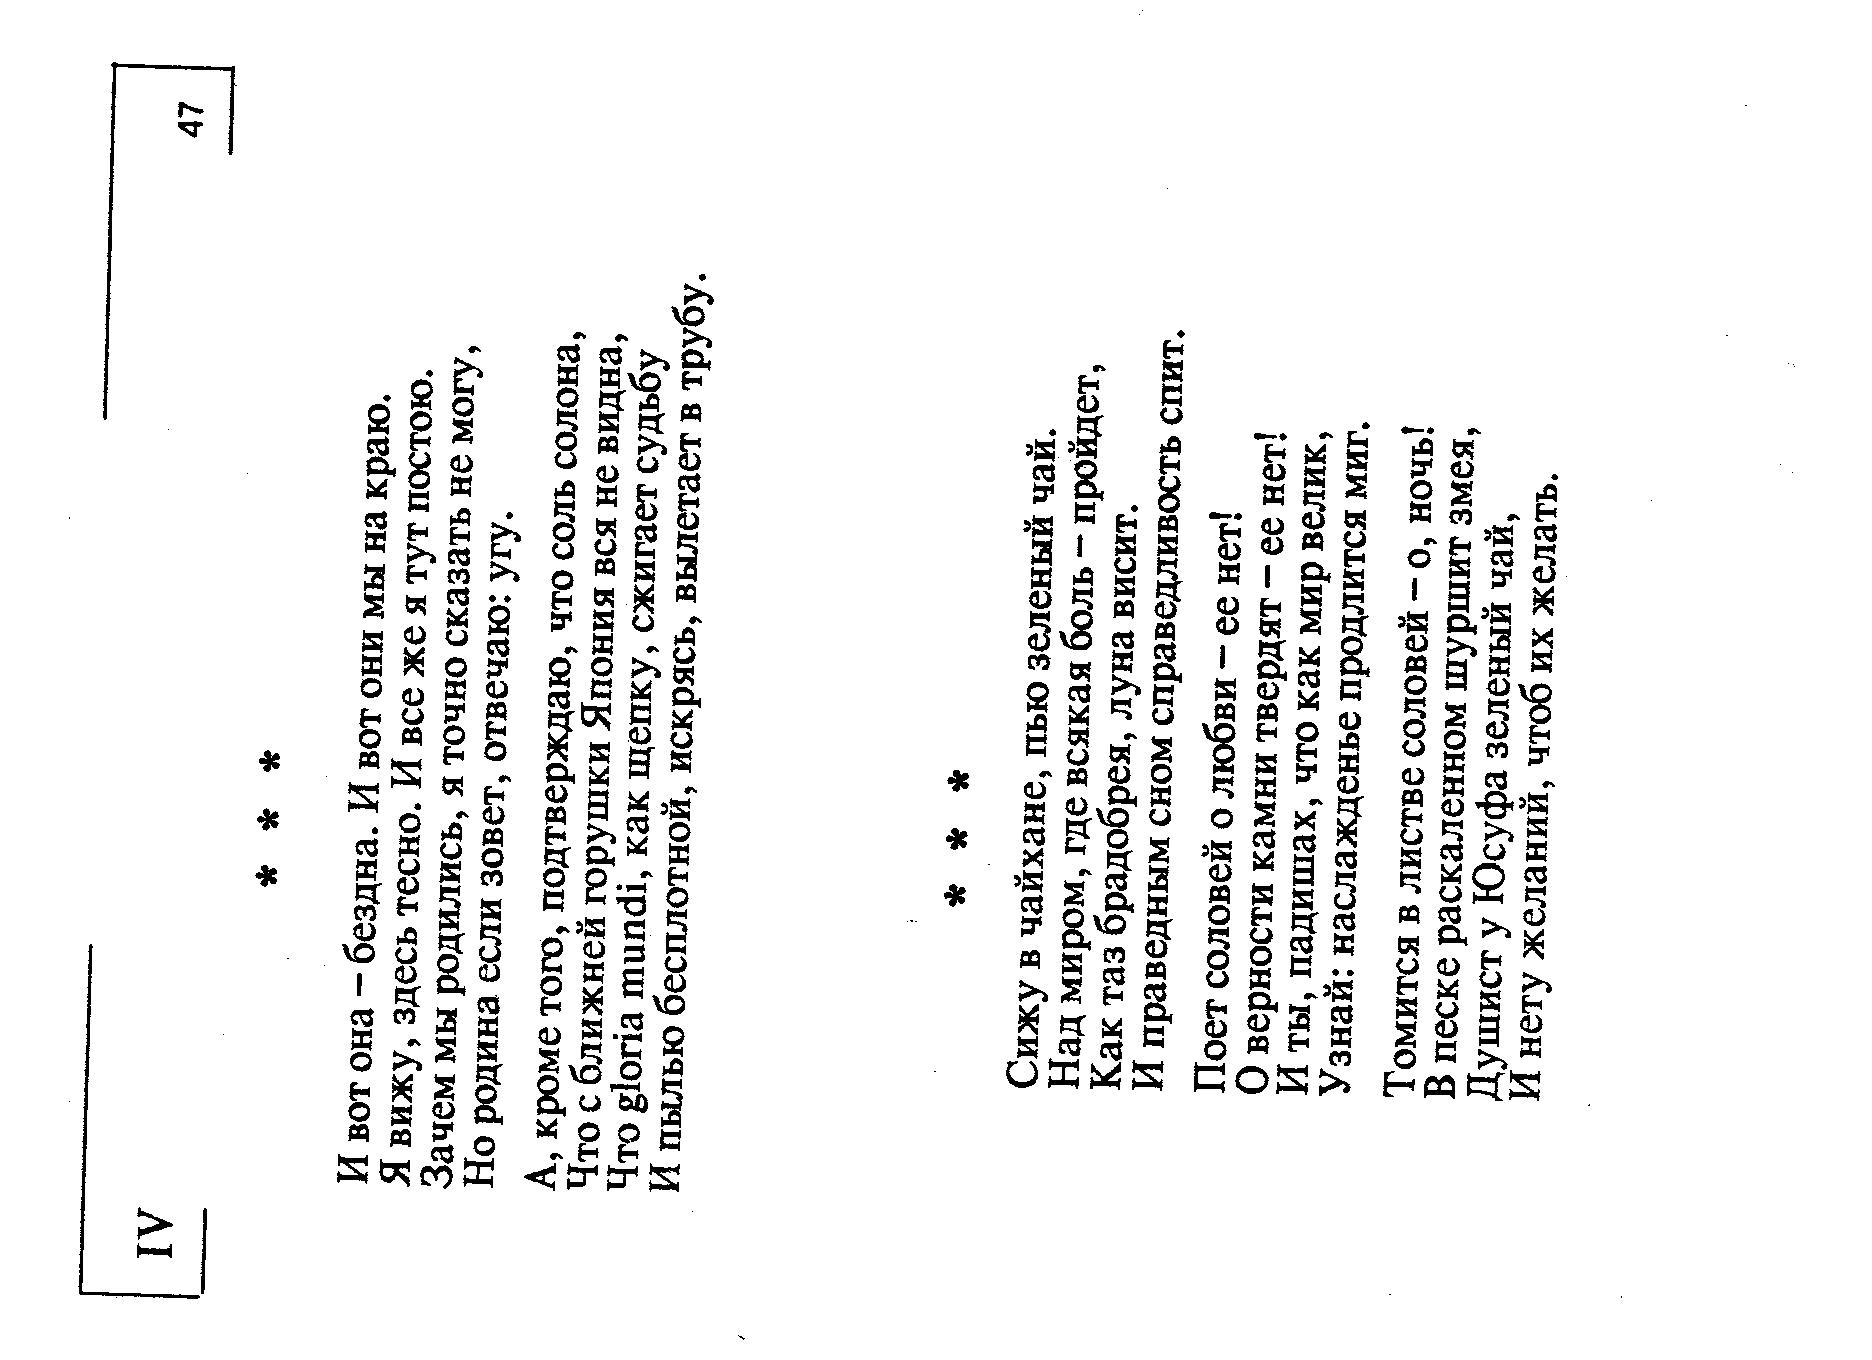 IV
47
* * *
И вот она – бездна. И вот они мы на краю.
Я вижу, здесь тесно. И все же я тут постою.
Зачем мы родились, я точно сказать не могу,
Но родина если зовет, отвечаю: угу.
А, кроме того, подтверждаю, что соль солона,
Что с ближней горушки Япония вся не видна,
Что gloria mundi, как щепку, сжигает судьбу
И пылью бесплотной, искрясь, вылетает в трубу.
* * *
Сижу в чайхане, пью зеленый чай.
Над миром, где всякая боль – пройдет,
Как таз брадобрея, луна висит.
И праведным сном справедливость спит.
Поет соловей о любви – ее нет!
О верности камни твердят – ее нет!
И ты, падишах, что как мир велик,
Узнай: наслажденье продлится миг.
Томится в листве соловей – о, ночь!
В песке раскаленном шуршит змея,
Душист у Юсуфа зеленый чай,
И нету желаний, чтоб их желать.